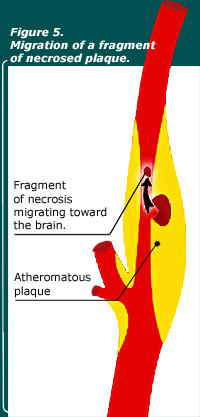 Figure 5.
Migration of a fragment
of necrosed plaque.
Fragment
of necrosis
migrating toward
the brain.
Atheromatous
plaque